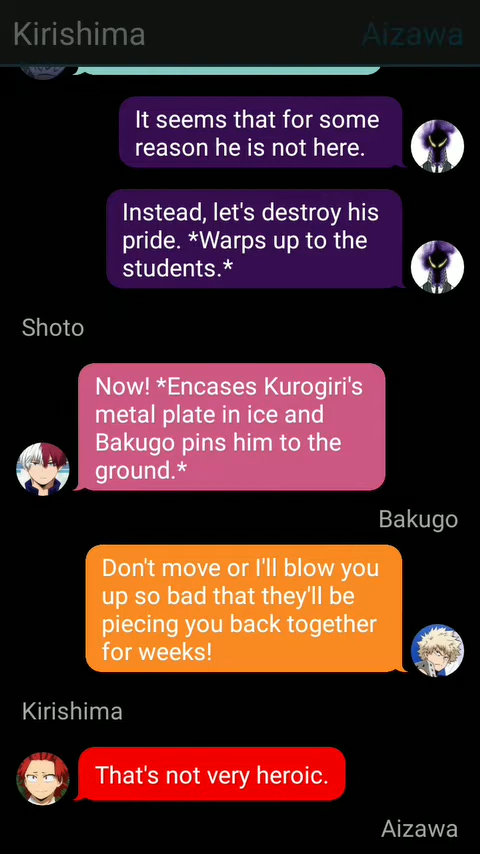 Kirishima Aizawa
It seems that for some
reason he is not here.
Instead, let's destroy his
pride. *Warps up to the
students.*
Shoto
Now! *Encases Kurogiri's
metal plate in ice and
Bakugo pins him to the
ground.*
Bakugo
Don't move or I'll blow you
up so bad that they'll be
piecing you back together
for weeks!
Kirishima
That's not very heroic.
Aizawa